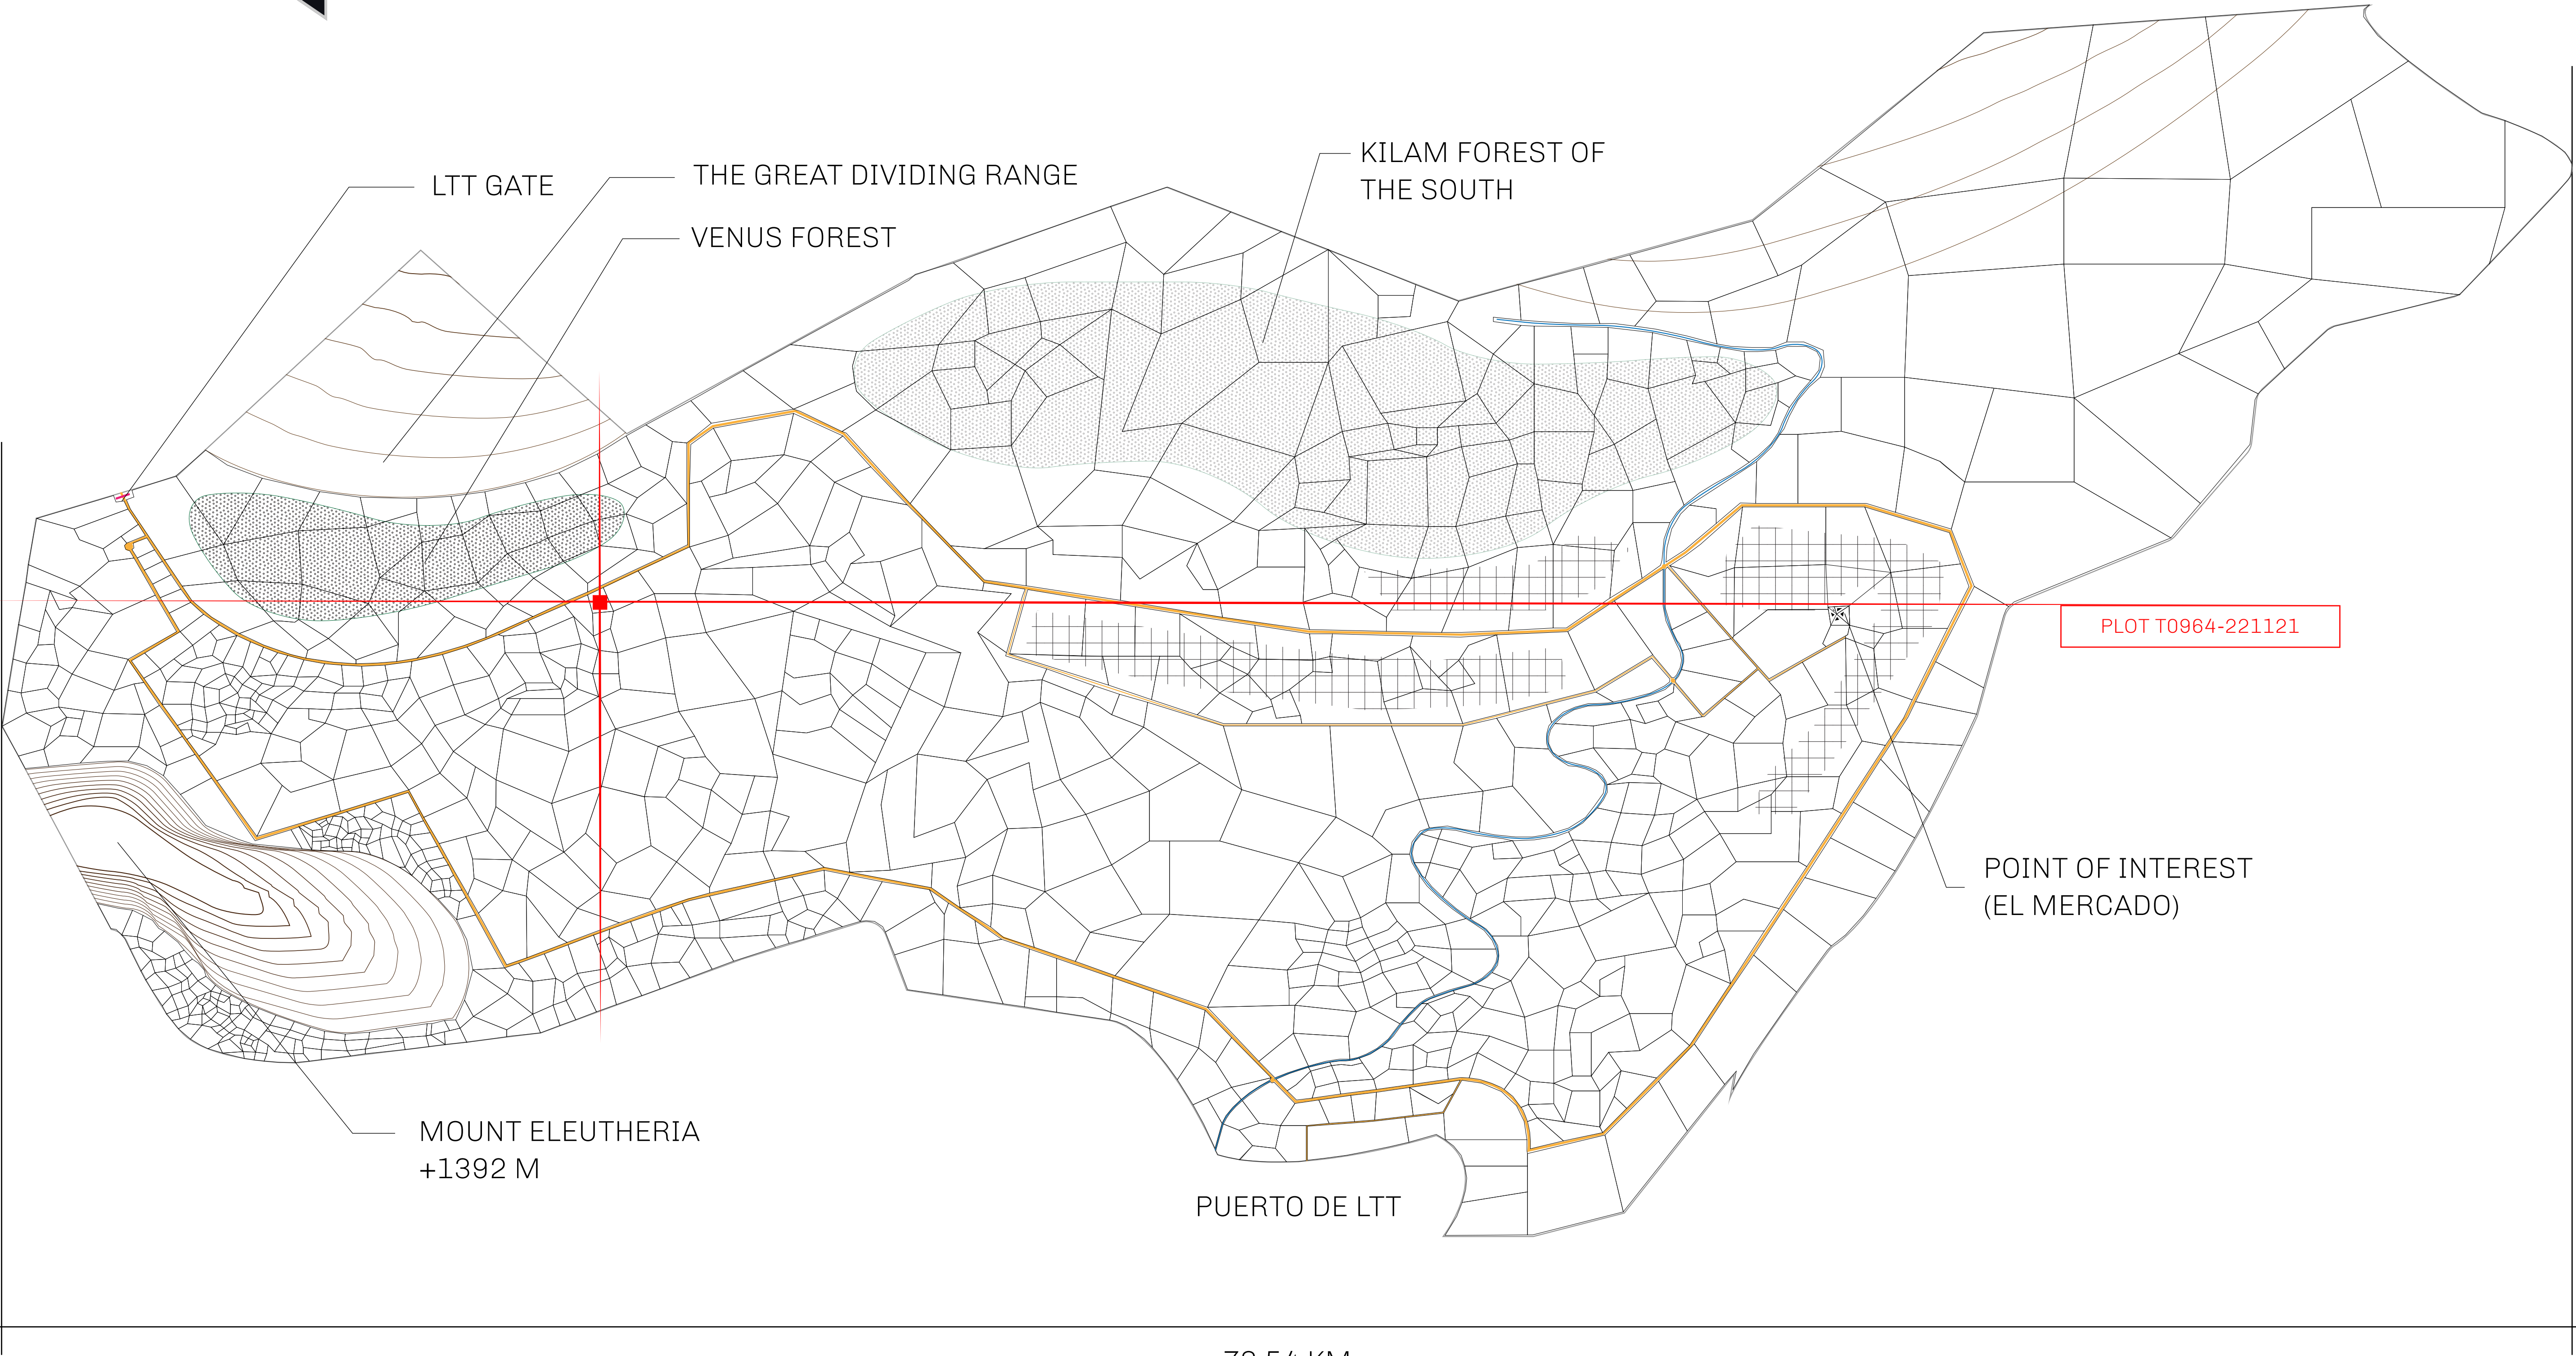 LTT GATE
THE GREAT DIVIDING RANGE
VENUS FOREST
KILAM FOREST OF
THE SOUTH
PLOT T0964-221121
POINT OF INTEREST
(EL MERCADO)
MOUNT ELEUTHERIA
+1392 M
PUERTO DE LTT
KM